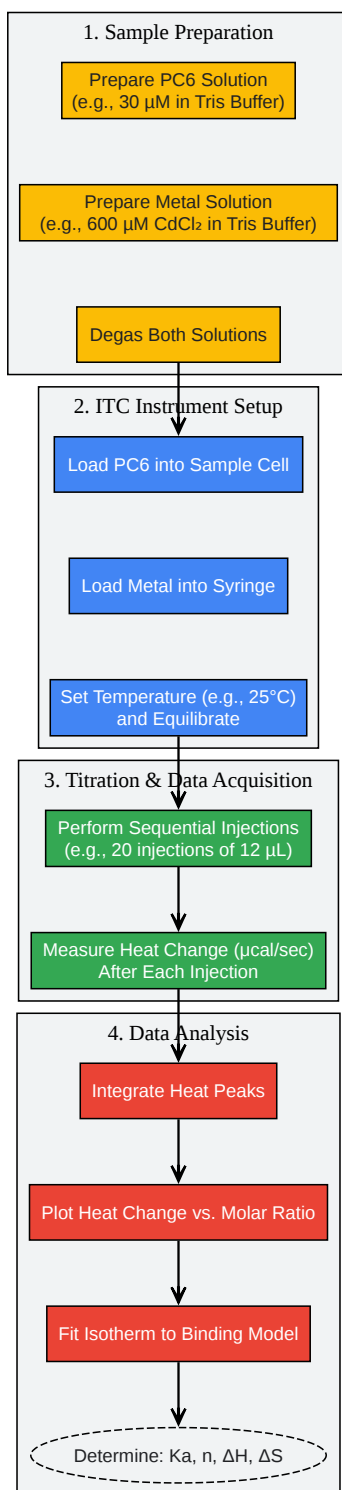 1. Sample Preparation
Prepare PC6 Solution
(e.g., 30 µM in Tris Buffer)
Prepare Metal Solution
(e.g., 600 µM CdCl₂ in Tris Buffer)
Degas Both Solutions
2. ITC Instrument Setup
Load PC6 into Sample Cell
Load Metal into Syringe
Set Temperature (e.g., 25°C)
and Equilibrate
3. Titration & Data Acquisition
Perform Sequential Injections
(e.g., 20 injections of 12 µL)
Measure Heat Change (µcal/sec)
After Each Injection
4. Data Analysis
Integrate Heat Peaks
Plot Heat Change vs. Molar Ratio
Fit Isotherm to Binding Model
Determine: Ka, n, ΔH, ΔS